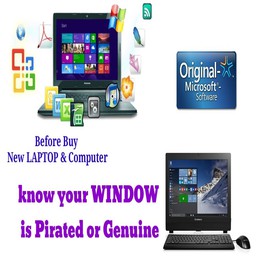 Original-
Microsoft-
Software
Before Buy
New LAPTOP & Computer
know your WINDOW
is Pirated or Genuine